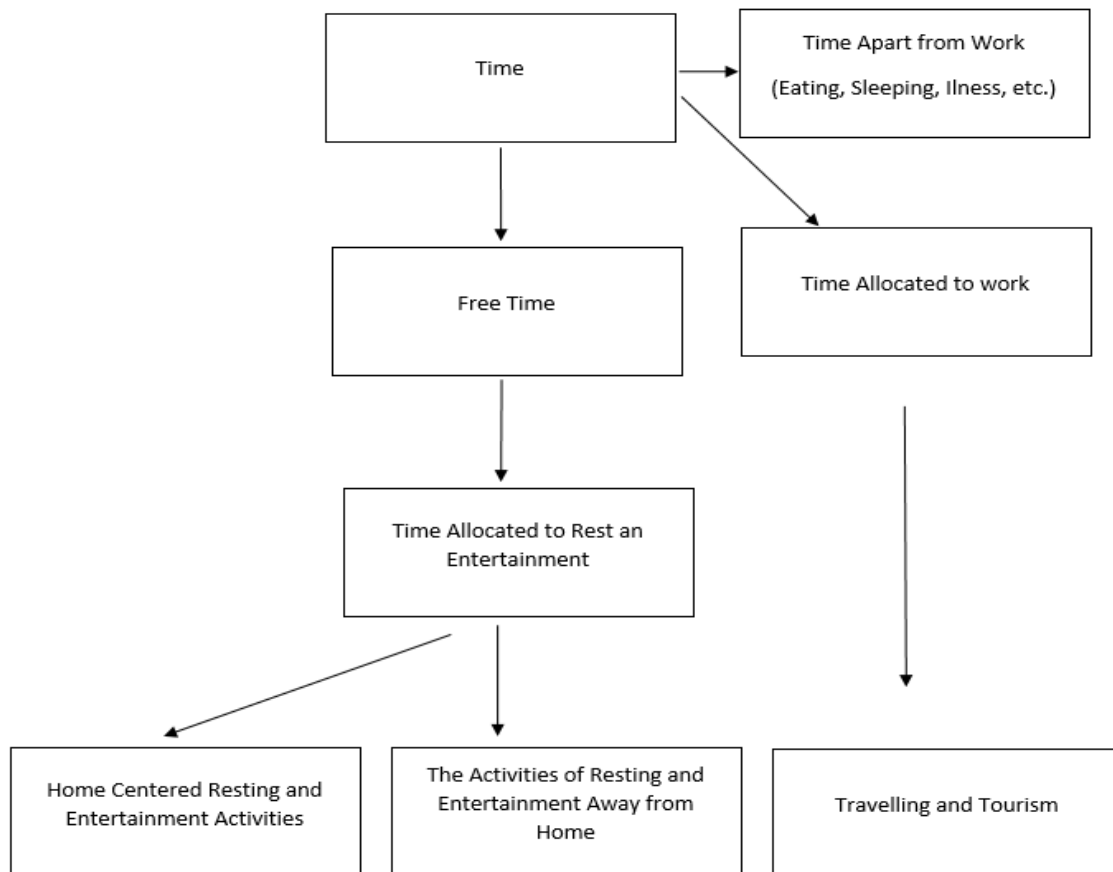 Time
Time Apart from Work
(Eating, Sleeping, Ilness, etc.)
Free Time
Time Allocated to work
Time Allocated to Rest an
Entertainment
Home Centered Resting and
Entertainment Activities
The Activities of Resting and
Entertainment Away from
Home
Travelling and Tourism